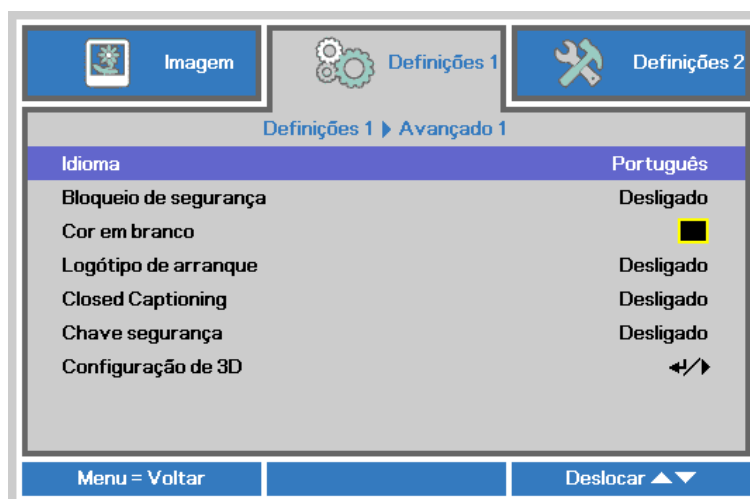 Imagem
Definições 1
Definições 2
Definições 1 Avançado 1
Idioma Português
Bloqueio de segurança Desligado
Cor em branco
Logótipo de arranque Desligado
Closed Captioning Desligado
Chave segurança Desligado
Configuração de 3D
Menu = Voltar
Deslocar